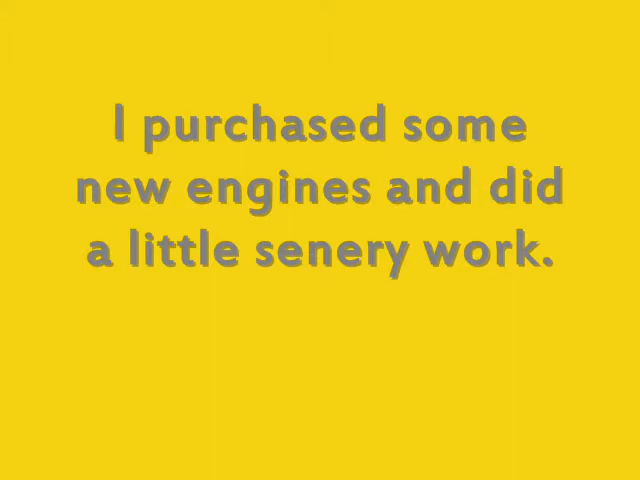 I purchased some
new engines and did
a little senery work.